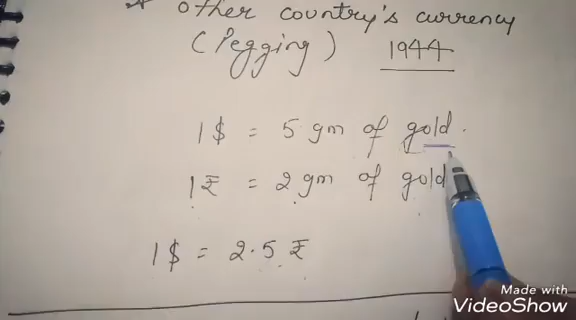 other country's currency
(Pegging) 1944
1$ = 5 gm of gold.
1₹ = 2 gm of gold
1$ = 2.5 ₹
Made with
VideoShow